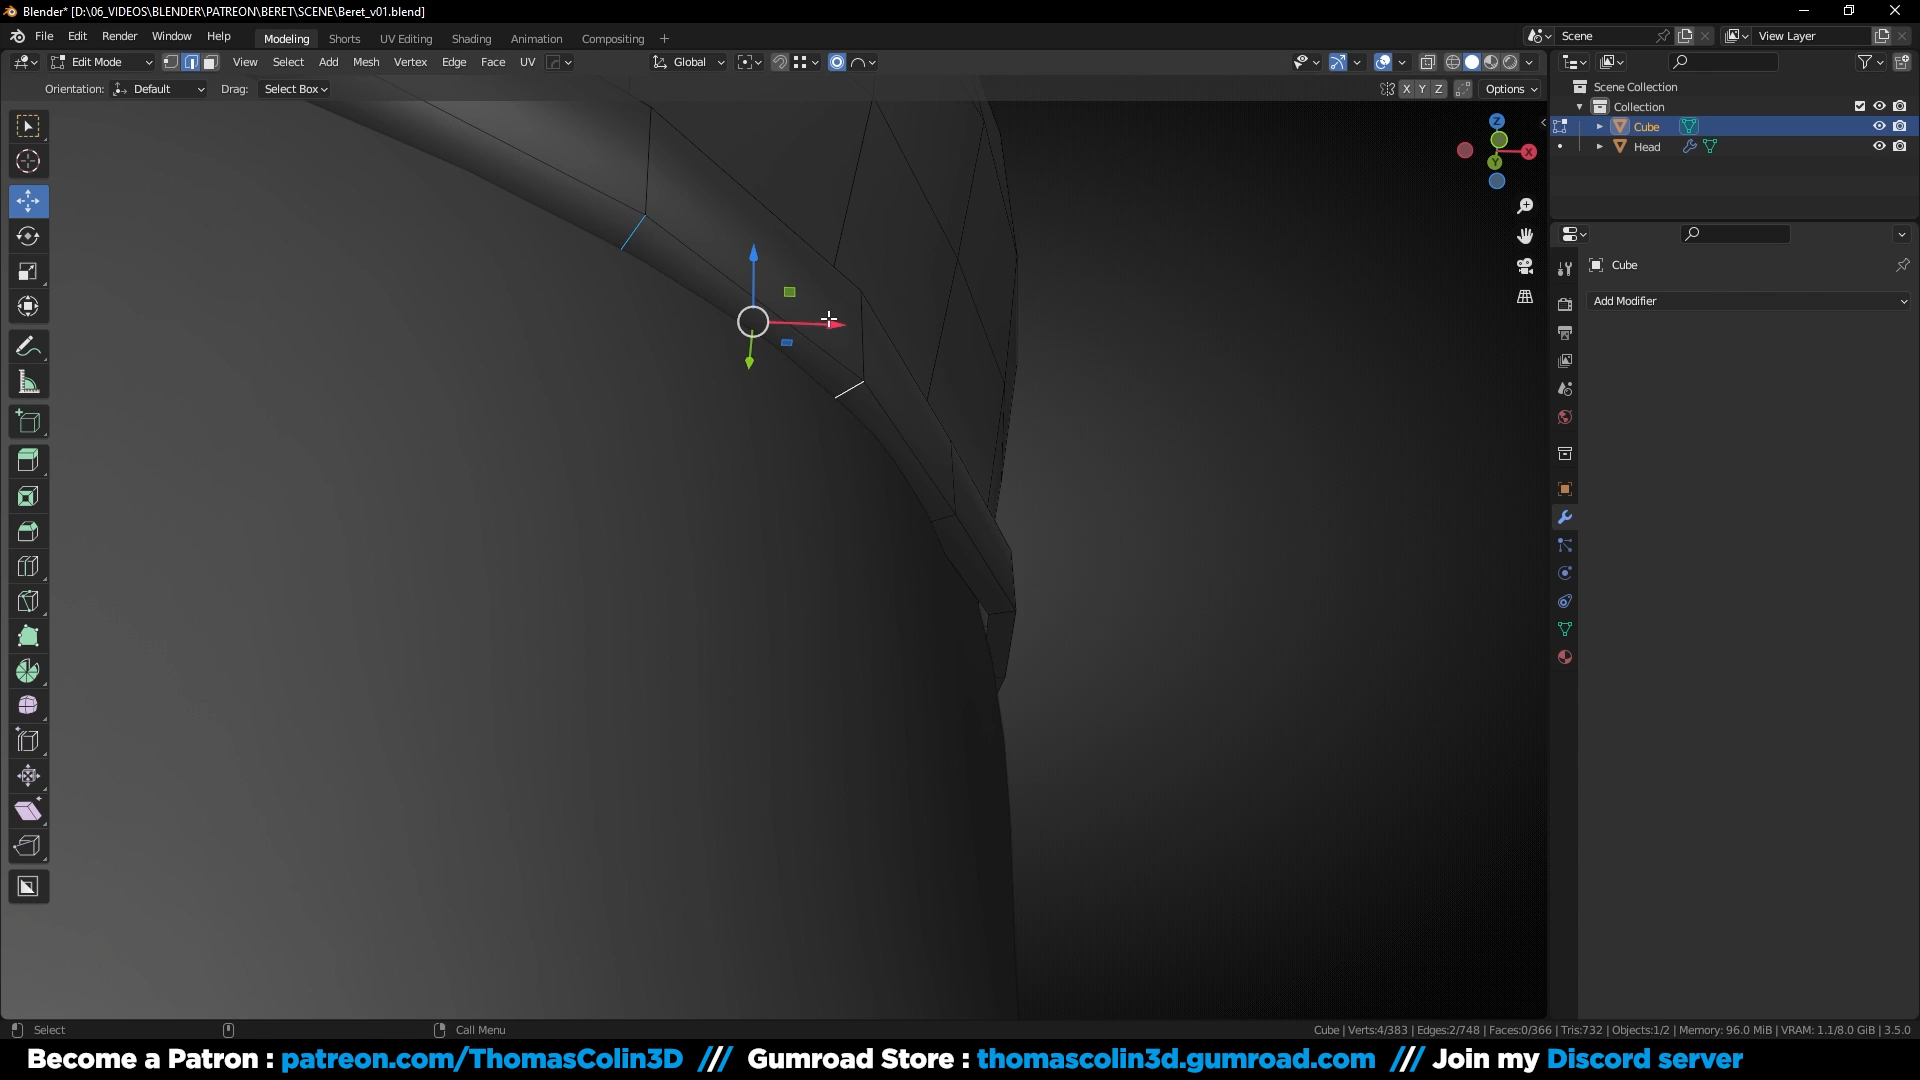 Blender* [D:\06_VIDEOS\BLENDER\PATREON\BERET\SCENE\Beret_v01.blend]
File Edit Render Window Help Modeling Shorts UV Editing Shading Animation Compositing + Scene View Layer
Edit Mode View Select Add Mesh Vertex Edge Face UV Global
Orientation: Default Drag: Select Box X Y Z Options
Scene Collection
Collection
Cube
Head
Z
X
Y
Cube
Add Modifier
Select Call Menu Cube | Verts:4/383 | Edges:2/748 | Faces:0/366 | Tris:732 | Objects:1/2 | Memory: 96.0 MiB | VRAM: 1.1/8.0 GiB | 3.5.0
Become a Patron : patreon.com/ThomasColin3D /// Gumroad Store : thomascolin3d.gumroad.com /// Join my Discord server